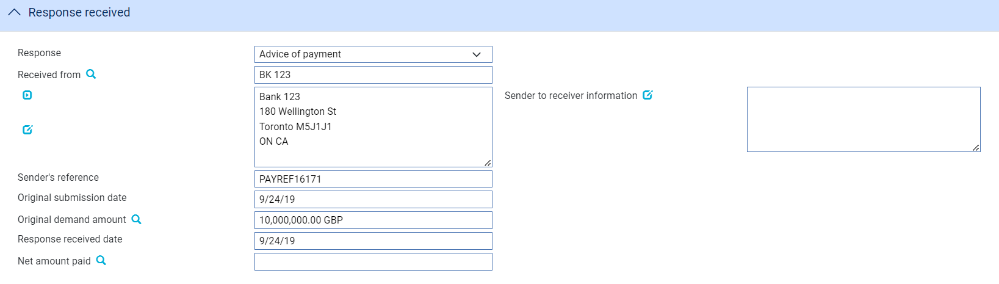 Response received
Response
Advice of payment
Received from
BK 123
Bank 123
180 Wellington St
Toronto M5J1J1
ON CA
Sender to receiver information
Sender's reference
PAYREF16171
Original submission date
9/24/19
Original demand amount
10,000,000.00 GBP
Response received date
9/24/19
Net amount paid